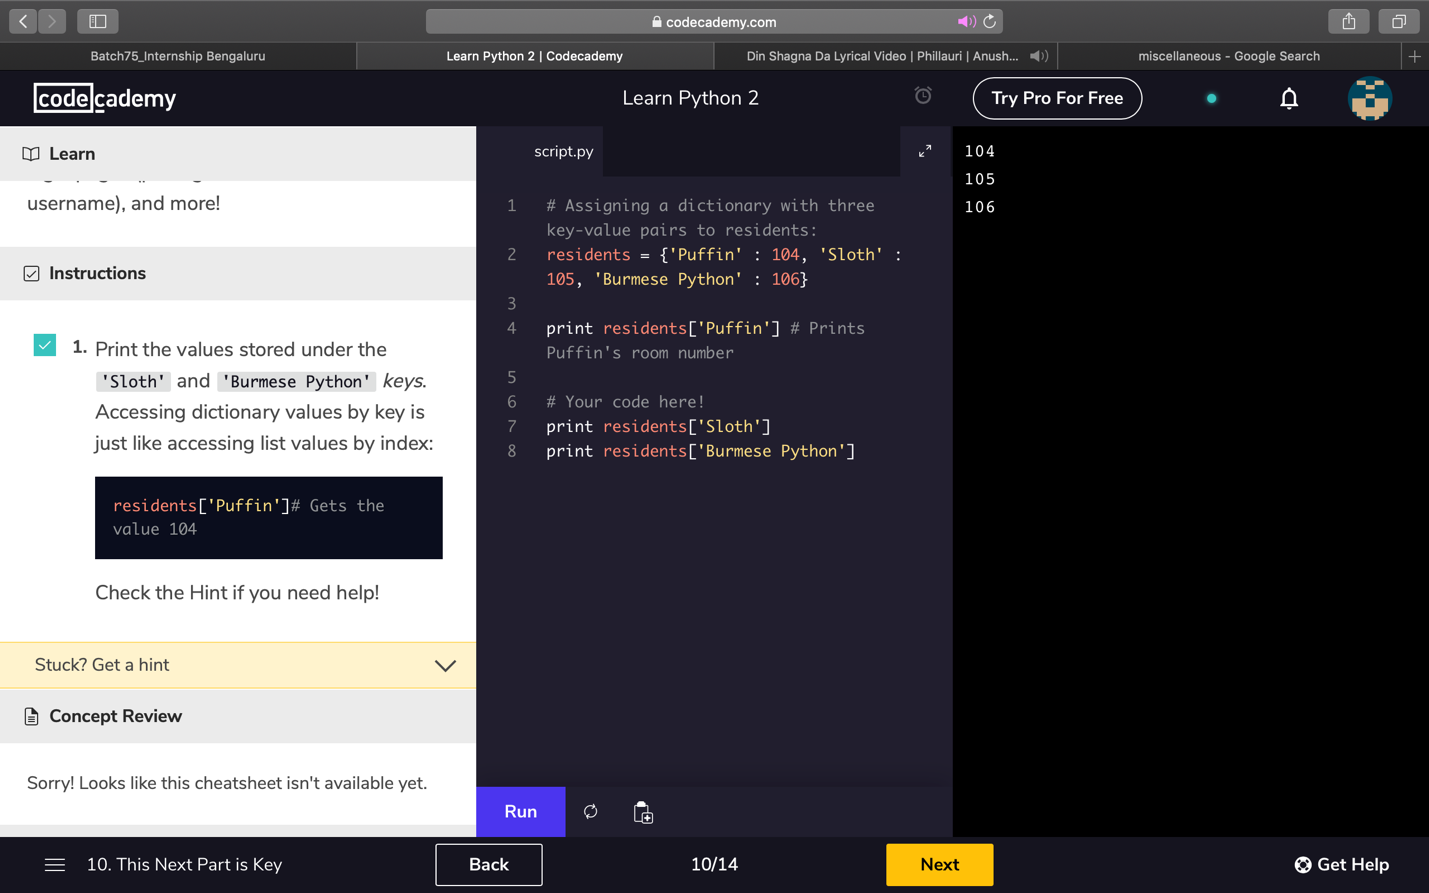 codecademy.com
Batch75_Internship Bengaluru
Learn Python 2 | Codecademy
Din Shagna Da Lyrical Video | Phillauri | Anush...
miscellaneous - Google Search
codecademy
Learn Python 2
Try Pro For Free
Learn
username), and more!
Instructions
1. Print the values stored under the
'Sloth' and 'Burmese Python' keys.
Accessing dictionary values by key is
just like accessing list values by index:
residents['Puffin']# Gets the
value 104
Check the Hint if you need help!
Stuck? Get a hint
Concept Review
Sorry! Looks like this cheatsheet isn't available yet.
script.py
1 # Assigning a dictionary with three
key-value pairs to residents:
2 residents = {'Puffin' : 104, 'Sloth' :
105, 'Burmese Python' : 106}
3
4 print residents['Puffin'] # Prints
Puffin's room number
5
6 # Your code here!
7 print residents['Sloth']
8 print residents['Burmese Python']
Run
104
105
106
10. This Next Part is Key
Back
10/14
Next
Get Help